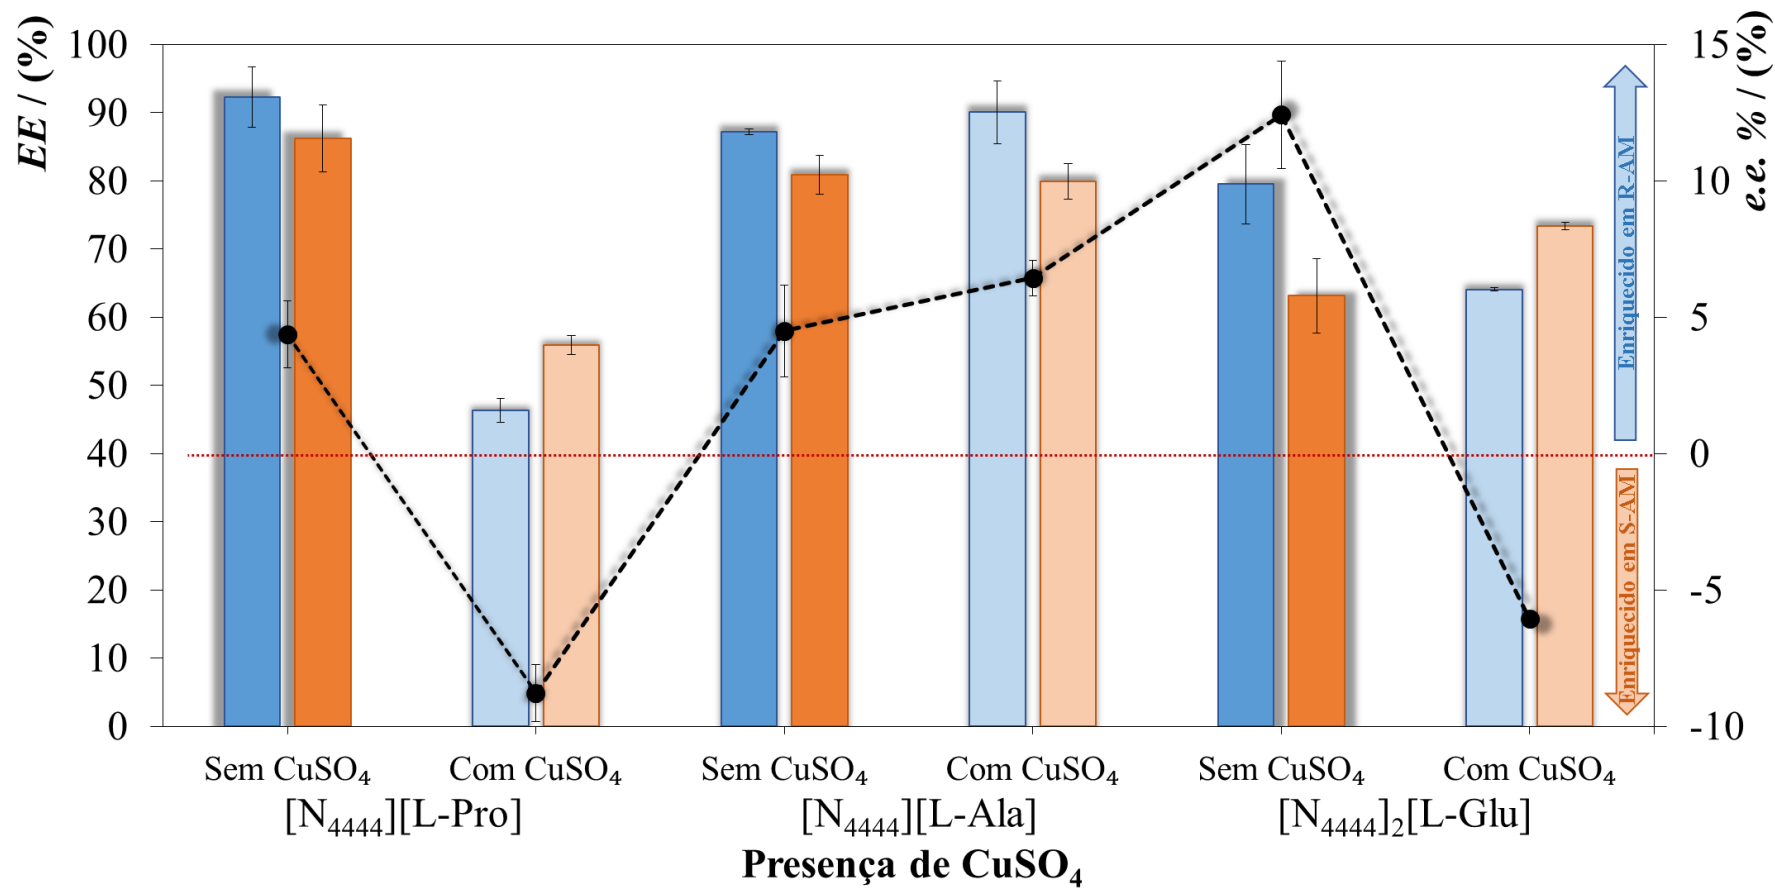 EE / (%)
100
90
80
70
60
50
40
30
20
10
0
e.e. % / (%)
15
10
5
0
-5
-10
Enriquecido em R-AM
Enriquecido em S-AM
Sem CuSO₄ Com CuSO₄ Sem CuSO₄ Com CuSO₄ Sem CuSO₄ Com CuSO₄
[N₄₄₄₄][L-Pro] [N₄₄₄₄][L-Ala] [N₄₄₄₄]₂[L-Glu]
Presença de CuSO₄